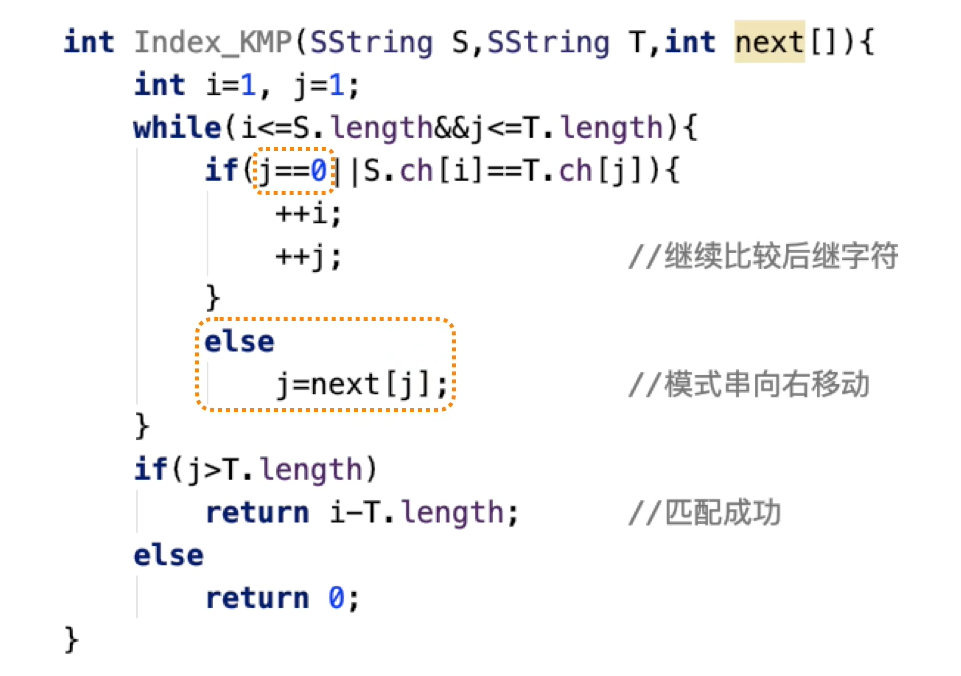 int Index_KMP(SString S,SString T,int next[]){
    int i=1, j=1;
    while(i<=S.length&&j<=T.length){
        if(j==0||S.ch[i]==T.ch[j]){
            ++i;
            ++j;                //继续比较后继字符
        }
        else
            j=next[j];          //模式串向右移动
    }
    if(j>T.length)
        return i-T.length;      //匹配成功
    else
        return 0;
}